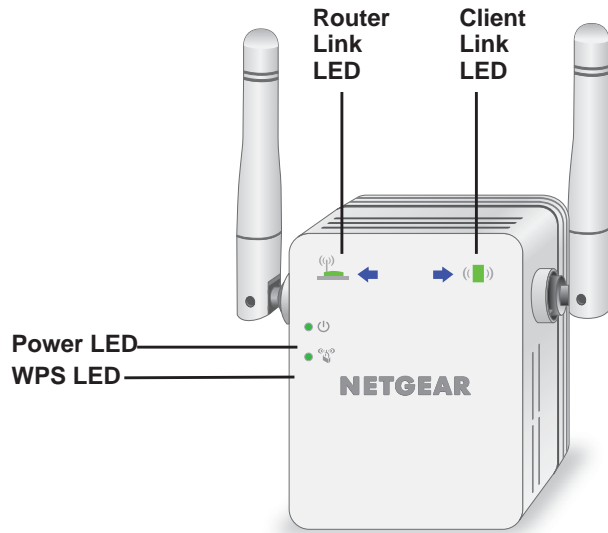 Router
Link
LED
Client
Link
LED
Power LED
WPS LED
NETGEAR